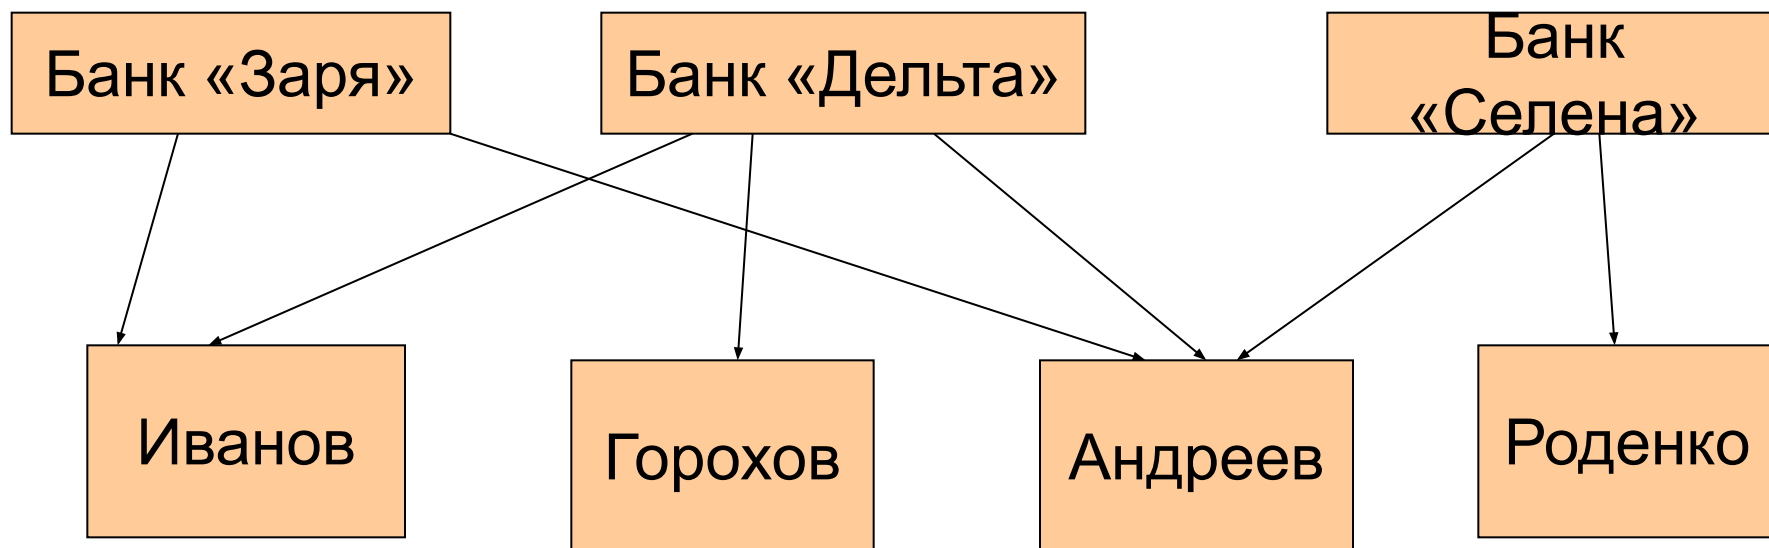 Банк «Заря»
Банк «Дельта»
Банк
«Селена»
Иванов
Горохов
Андреев
Роденко